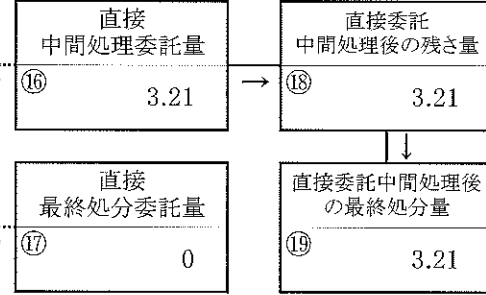 直接
中間処理委託量
⑯
3.21
→
直接委託
中間処理後の残さ量
⑱
3.21
↓
直接
最終処分委託量
⑰
0
直接委託中間処理後
の最終処分量
⑲
3.21